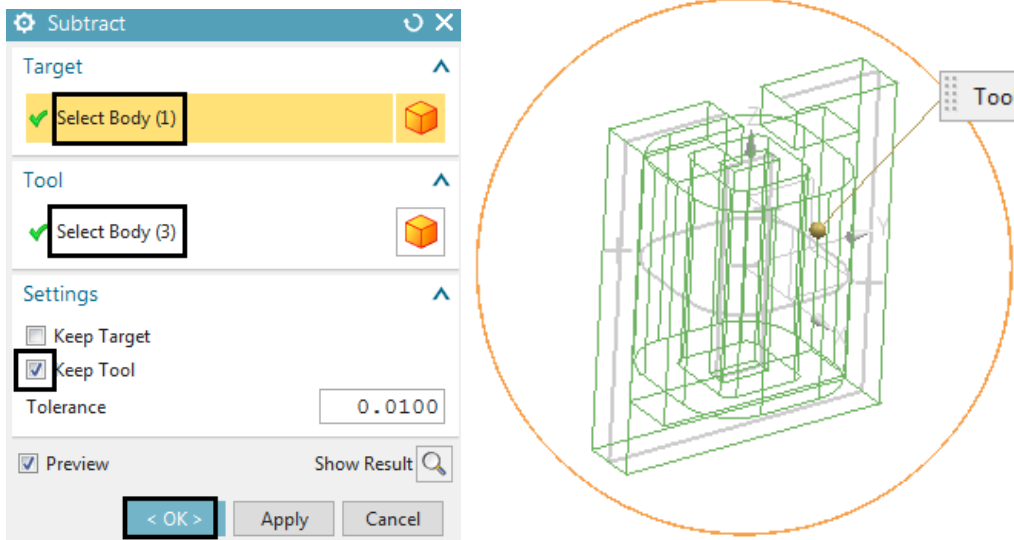 Subtract
Target
Select Body (1)
Tool
Select Body (3)
Settings
Keep Target
Keep Tool
Tolerance 0.0100
Preview Show Result
< OK > Apply Cancel
Too
Z
Y
X